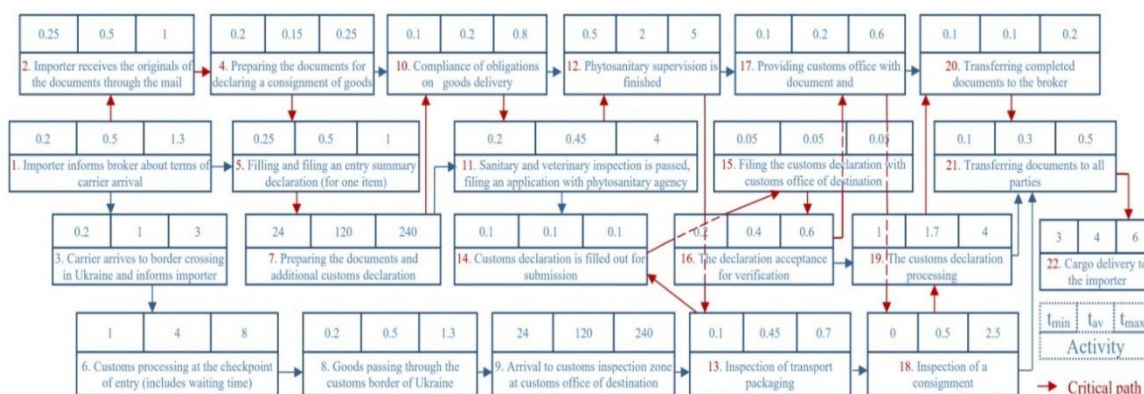 0.25 0.5 1
2. Importer receives the originals of
the documents through the mail
0.2 0.15 0.25
4. Preparing the documents for
declaring a consignment of goods
0.1 0.2 0.8
10. Compliance of obligations
on goods delivery
0.5 2 5
12. Phytosanitary supervision is
finished
0.1 0.2 0.6
17. Providing customs office with
document and
0.1 0.1 0.2
20. Transferring completed
documents to the broker
0.2 0.5 1.3
1. Importer informs broker about terms of
carrier arrival
0.25 0.5 1
5. Filling and filing an entry summary
declaration (for one item)
0.2 0.45 4
11. Sanitary and veterinary inspection is passed,
filing an application with phytosanitary agency
0.05 0.05 0.05
15. Filing the customs declaration with
customs office of destination
0.1 0.3 0.5
21. Transferring documents to all
parties
0.2 1 3
3. Carrier arrives to border crossing
in Ukraine and informs importer
24 120 240
7. Preparing the documents and
additional customs declaration
0.1 0.1 0.1
14. Customs declaration is filled out for
submission
0.2 0.4 0.6
16. The declaration acceptance
for verification
1 1.7 4
19. The customs declaration
processing
3 4 6
22. Cargo delivery to
the importer
1 4 8
6. Customs processing at the checkpoint
of entry (includes waiting time)
0.2 0.5 1.3
8. Goods passing through the
customs border of Ukraine
24 120 240
9. Arrival to customs inspection zone
at customs office of destination
0.1 0.45 0.7
13. Inspection of transport
packaging
0 0.5 2.5
18. Inspection of a
consignment
tmin tav tmax
Activity
Critical path